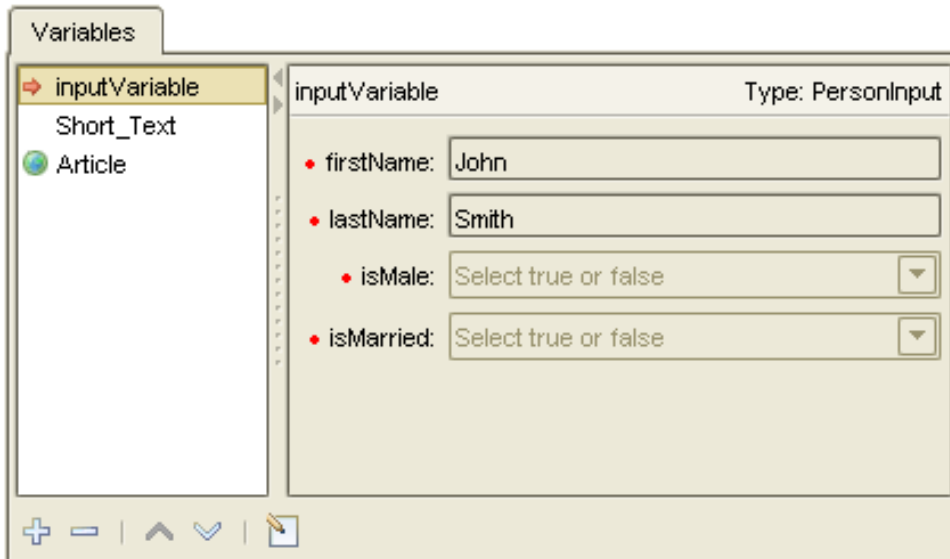 Variables
inputVariable
Short_Text
Article
inputVariable Type: PersonInput
firstName: John
lastName: Smith
isMale: Select true or false
isMarried: Select true or false